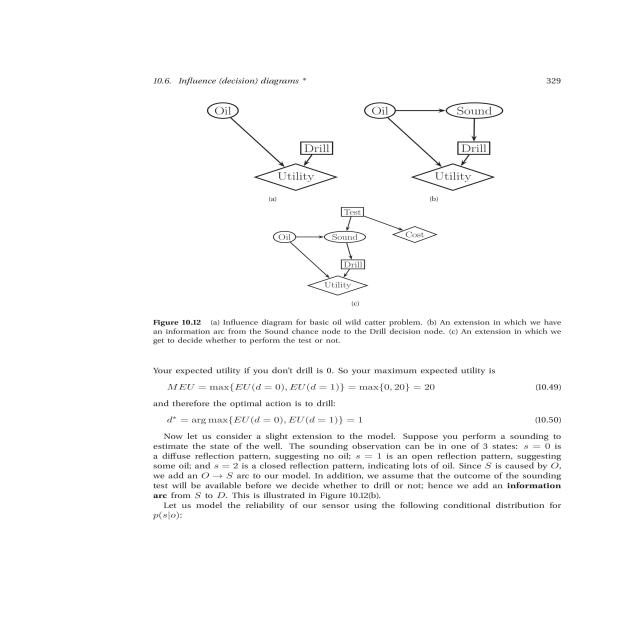 10.6. Influence (decision) diagrams *
329
Oil
Drill
Utility
(a)
Oil
Sound
Drill
Utility
(b)
Test
Oil
Sound
Cost
Drill
Utility
(c)
Figure 10.12 (a) Influence diagram for basic oil wild catter problem. (b) An extension in which we have
an information arc from the Sound chance node to the Drill decision node. (c) An extension in which we
get to decide whether to perform the test or not.
Your expected utility if you don't drill is 0. So your maximum expected utility is
MEU = max{EU(d = 0), EU(d = 1)} = max{0, 20} = 20 (10.49)
and therefore the optimal action is to drill:
d* = arg max{EU(d = 0), EU(d = 1)} = 1 (10.50)
Now let us consider a slight extension to the model. Suppose you perform a sounding to
estimate the state of the well. The sounding observation can be in one of 3 states: s = 0 is
a diffuse reflection pattern, suggesting no oil; s = 1 is an open reflection pattern, suggesting
some oil; and s = 2 is a closed reflection pattern, indicating lots of oil. Since S is caused by O,
we add an O → S arc to our model. In addition, we assume that the outcome of the sounding
test will be available before we decide whether to drill or not; hence we add an information
arc from S to D. This is illustrated in Figure 10.12(b).
Let us model the reliability of our sensor using the following conditional distribution for
p(s|o):